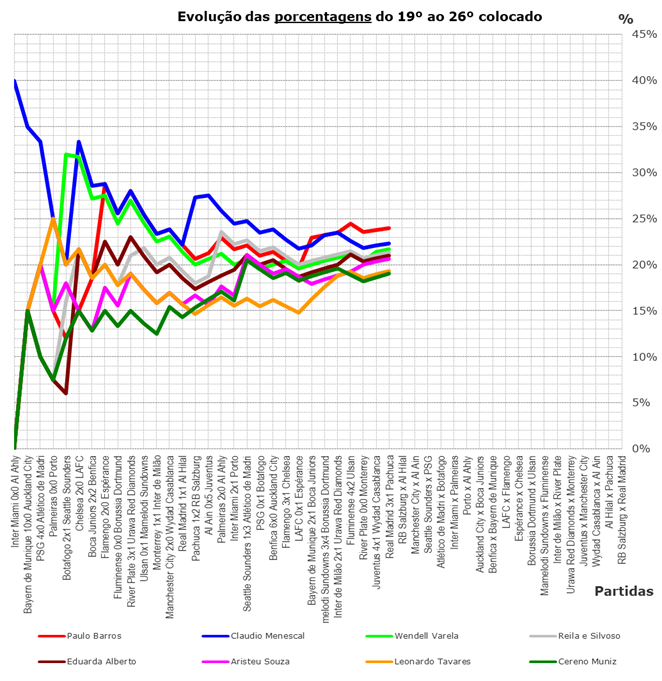 Evolução das porcentagens do 19º ao 26º colocado
%
45%
40%
35%
30%
25%
20%
15%
10%
5%
0%
Inter Miami 0x0 Al Ahly
Bayern de Munique 10x0 Auckland City
PSG 4x0 Atlético de Madri
Palmeiras 0x0 Porto
Botafogo 2x1 Seattle Sounders
Chelsea 2x0 LAFC
Boca Juniors 2x2 Benfica
Flamengo 2x0 Espérance
Fluminense 0x0 Borussia Dortmund
River Plate 3x1 Urawa Red Diamonds
Ulsan 0x1 Mamelodi Sundowns
Monterrey 1x1 Inter de Milão
Manchester City 2x0 Wydad Casablanca
Real Madrid 1x1 Al Hilal
Pachuca 1x2 RB Salzburg
Al Ain 0x5 Juventus
Palmeiras 2x0 Al Ahly
Inter Miami 2x1 Porto
Seattle Sounders 1x3 Atlético de Madri
PSG 0x1 Botafogo
Benfica 6x0 Auckland City
Flamengo 3x1 Chelsea
LAFC 0x1 Espérance
Bayern de Munique 2x1 Boca Juniors
melodi Sundowns 3x4 Borussia Dortmund
Inter de Milão 2x1 Urawa Red Diamonds
Fluminense 4x2 Ulsan
River Plate 0x0 Monterrey
Juventus 4x1 Wydad Casablanca
Real Madrid 3x1 Pachuca
RB Salzburg x Al Hilal
Manchester City x Al Ain
Seattle Sounders x PSG
Atlético de Madri x Botafogo
Inter Miami x Palmeiras
Porto x Al Ahly
Auckland City x Boca Juniors
Benfica x Bayern de Munique
LAFC x Flamengo
Espérance x Chelsea
Borussia Dortmund x Ulsan
Mamelodi Sundowns x Fluminense
Inter de Milão x River Plate
Urawa Red Diamonds x Monterrey
Juventus x Manchester City
Wydad Casablanca x Al Ain
Al Hilal x Pachuca
RB Salzburg x Real Madrid
Partidas
Paulo Barros
Claudio Menescal
Wendell Varela
Reila e Silvoso
Eduarda Alberto
Aristeu Souza
Leonardo Tavares
Cereno Muniz